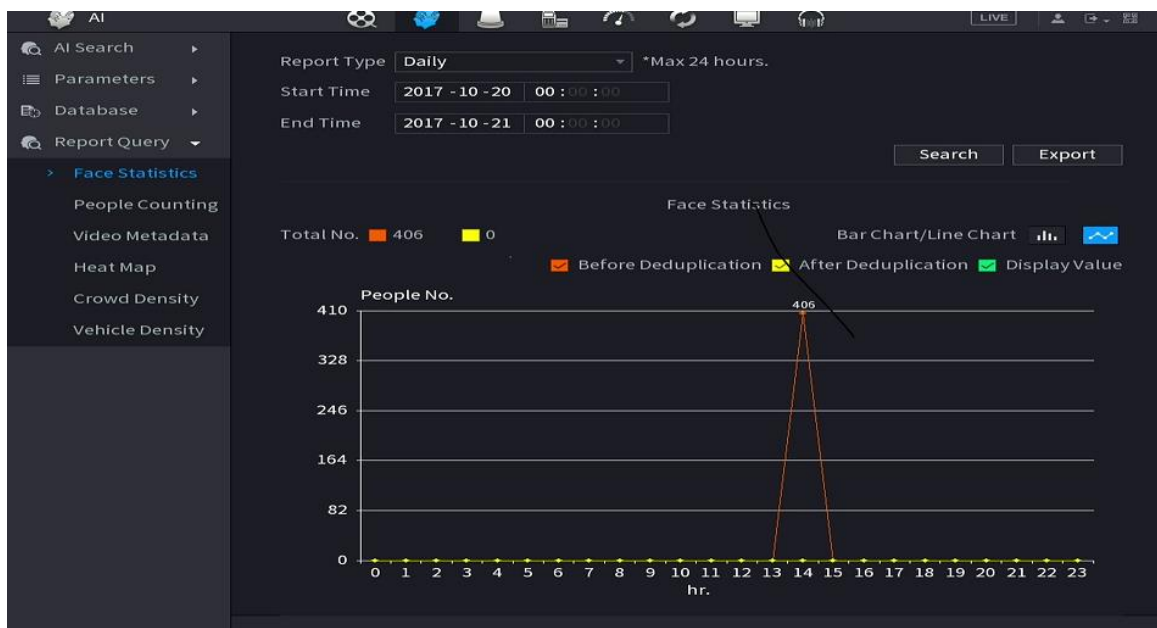 AI
LIVE
AI Search
Parameters
Database
Report Query
> Face Statistics
People Counting
Video Metadata
Heat Map
Crowd Density
Vehicle Density
Report Type Daily *Max 24 hours.
Start Time 2017 -10 -20 00 :00 :00
End Time 2017 -10 -21 00 :00 :00
Search Export
Face Statistics
Total No. 406 0
Bar Chart/Line Chart
Before Deduplication After Deduplication Display Value
People No.
406
410
328
246
164
82
0
0 1 2 3 4 5 6 7 8 9 10 11 12 13 14 15 16 17 18 19 20 21 22 23
hr.